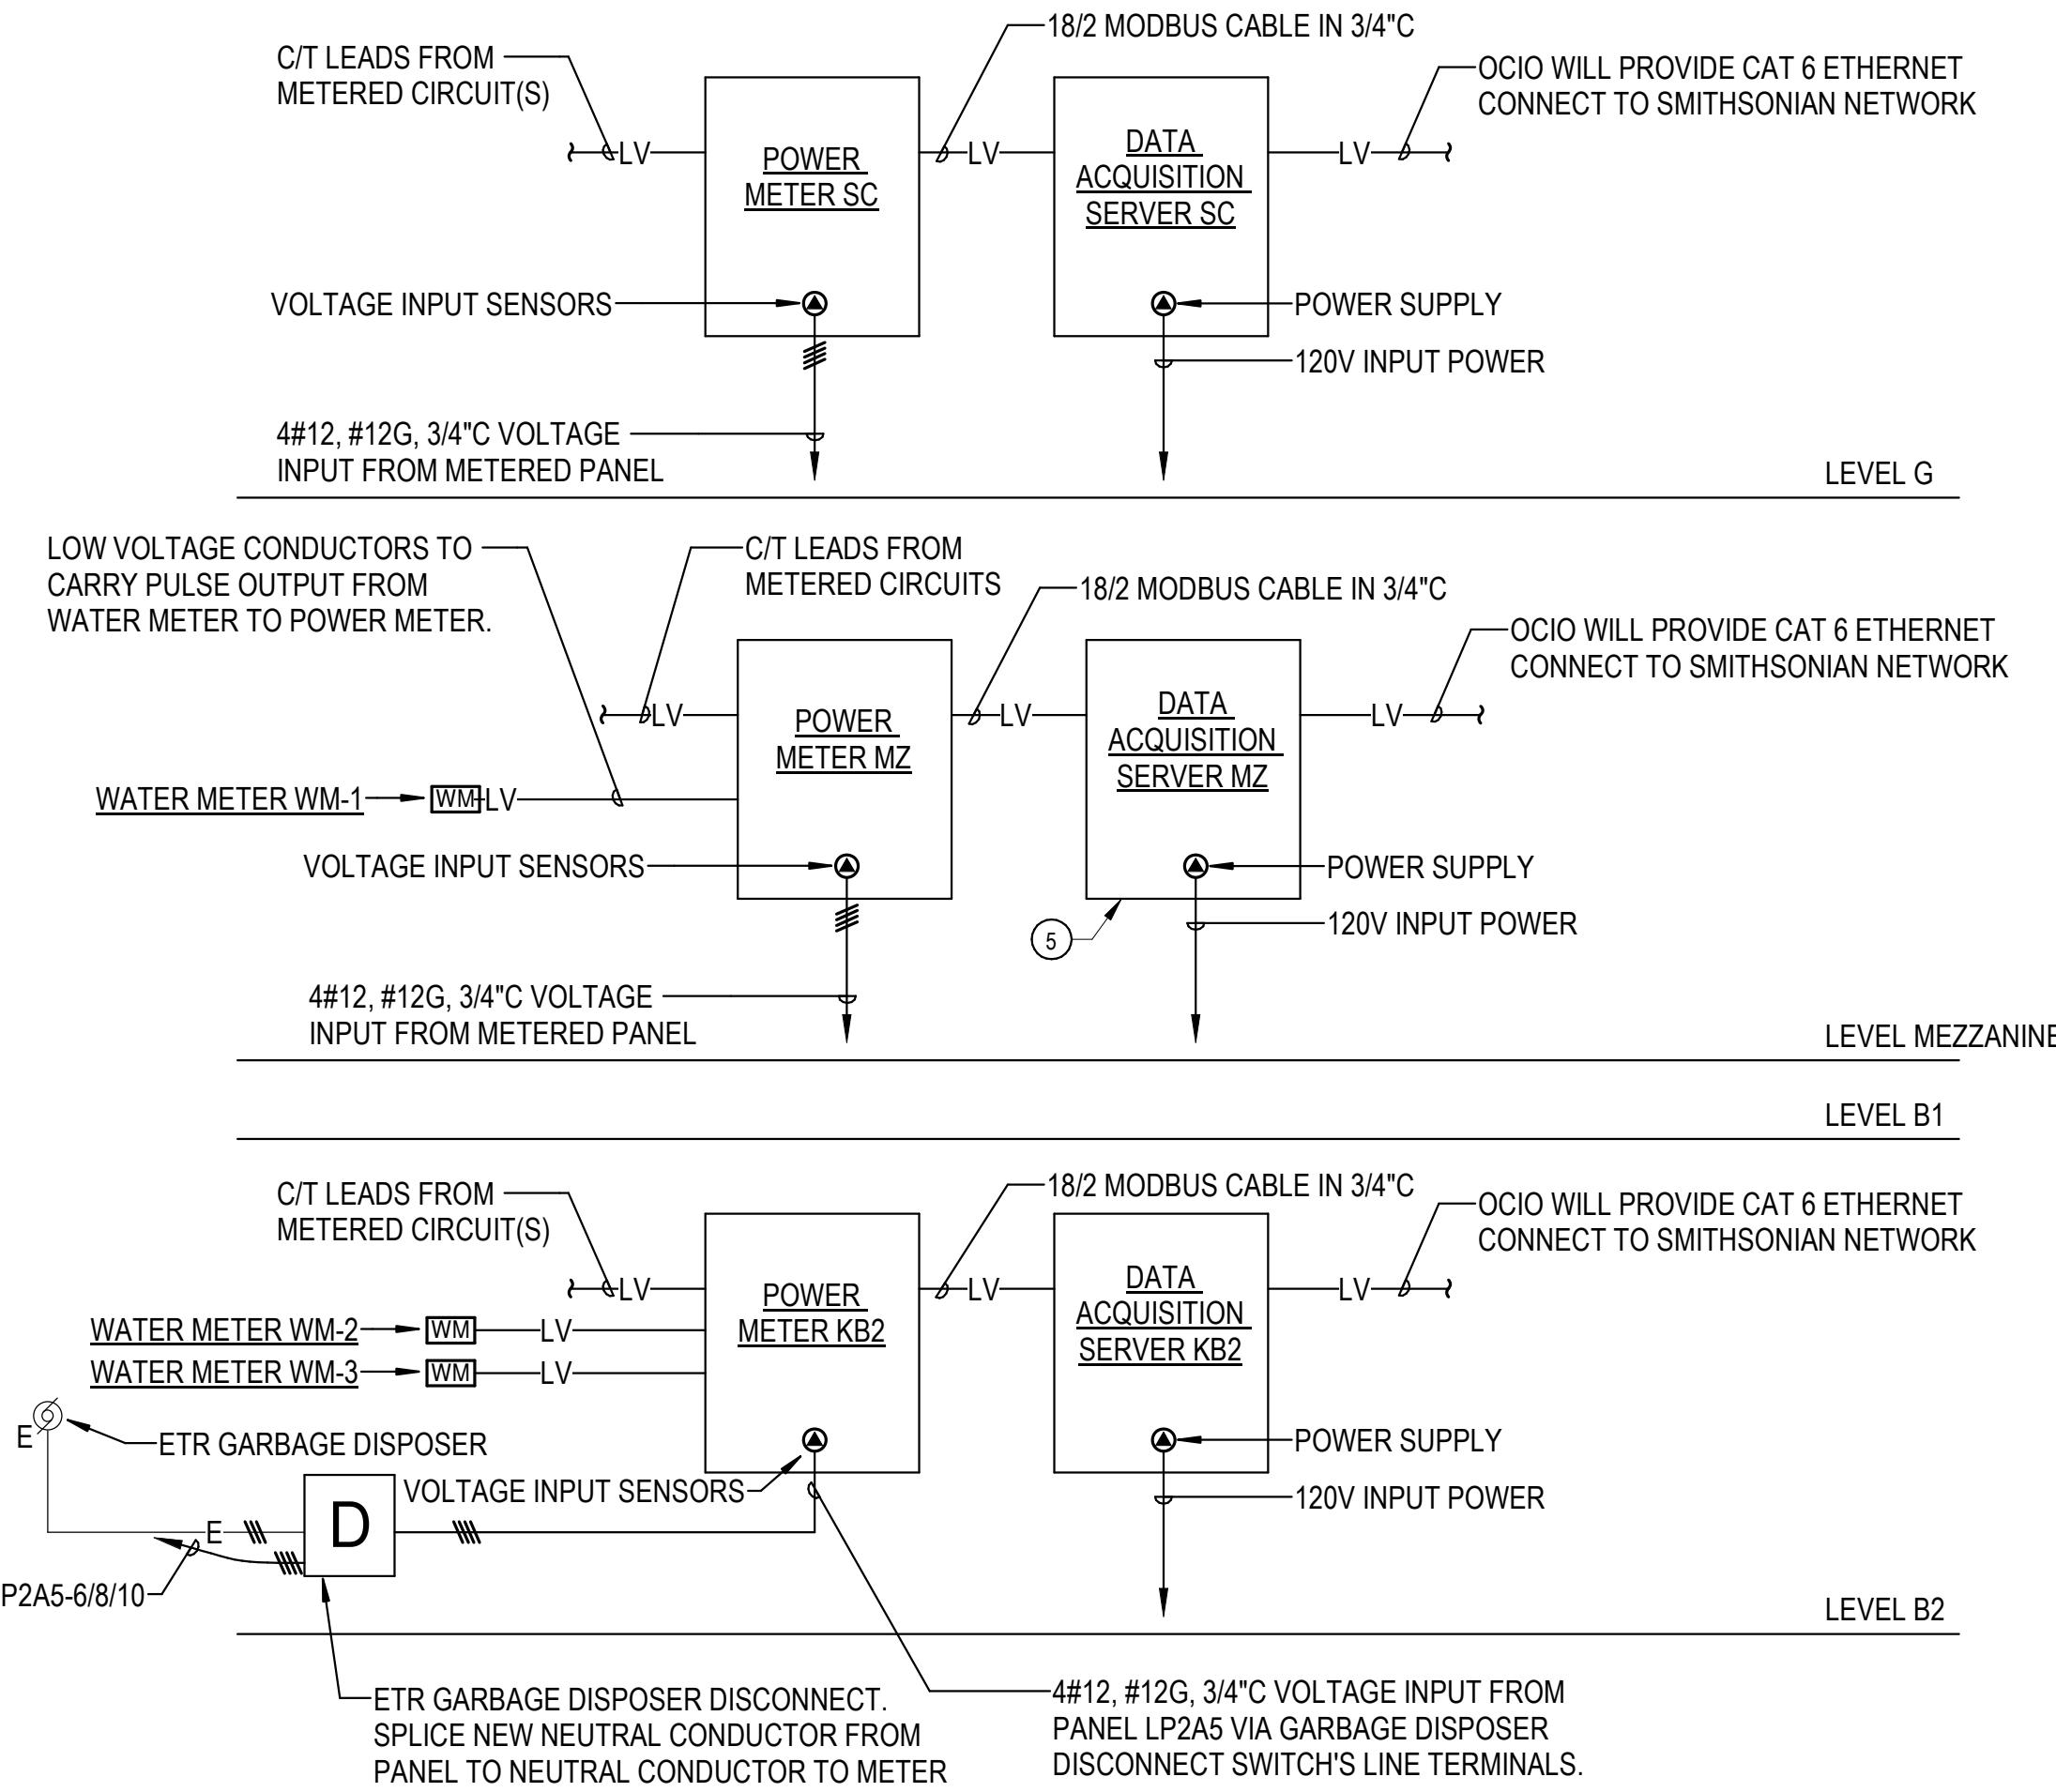 18/2 MODBUS CABLE IN 3/4"C
C/T LEADS FROM
METERED CIRCUIT(S)
OCIO WILL PROVIDE CAT 6 ETHERNET
CONNECT TO SMITHSONIAN NETWORK
LV
POWER
METER SC
LV
DATA
ACQUISITION
SERVER SC
LV
VOLTAGE INPUT SENSORS
POWER SUPPLY
120V INPUT POWER
4#12, #12G, 3/4"C VOLTAGE
INPUT FROM METERED PANEL
LEVEL G
LOW VOLTAGE CONDUCTORS TO
CARRY PULSE OUTPUT FROM
WATER METER TO POWER METER.
C/T LEADS FROM
METERED CIRCUITS
18/2 MODBUS CABLE IN 3/4"C
OCIO WILL PROVIDE CAT 6 ETHERNET
CONNECT TO SMITHSONIAN NETWORK
LV
POWER
METER MZ
LV
DATA
ACQUISITION
SERVER MZ
LV
WATER METER WM-1
WM
LV
VOLTAGE INPUT SENSORS
POWER SUPPLY
5
120V INPUT POWER
4#12, #12G, 3/4"C VOLTAGE
INPUT FROM METERED PANEL
LEVEL MEZZANINE
LEVEL B1
C/T LEADS FROM
METERED CIRCUIT(S)
18/2 MODBUS CABLE IN 3/4"C
OCIO WILL PROVIDE CAT 6 ETHERNET
CONNECT TO SMITHSONIAN NETWORK
LV
POWER
METER KB2
LV
DATA
ACQUISITION
SERVER KB2
LV
WATER METER WM-2
WM
LV
WATER METER WM-3
WM
LV
E
ETR GARBAGE DISPOSER
POWER SUPPLY
VOLTAGE INPUT SENSORS
120V INPUT POWER
E
D
P2A5-6/8/10
LEVEL B2
ETR GARBAGE DISPOSER DISCONNECT.
SPLICE NEW NEUTRAL CONDUCTOR FROM
PANEL TO NEUTRAL CONDUCTOR TO METER
4#12, #12G, 3/4"C VOLTAGE INPUT FROM
PANEL LP2A5 VIA GARBAGE DISPOSER
DISCONNECT SWITCH'S LINE TERMINALS.